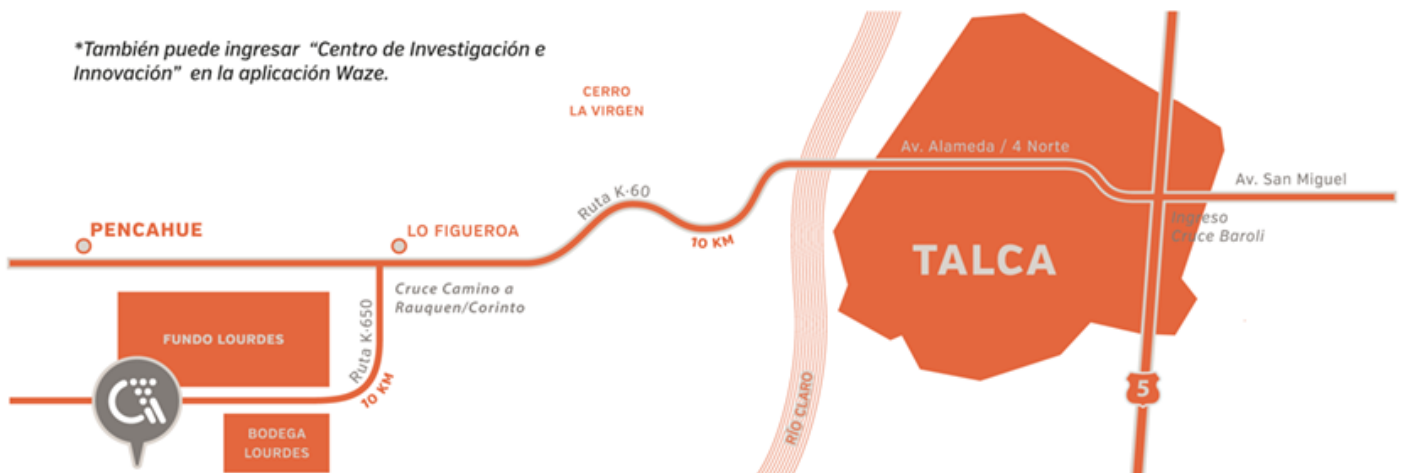 *También puede ingresar “Centro de Investigación e
Innovación” en la aplicación Waze.
CERRO
LA VIRGEN
Av. Alameda / 4 Norte
Av. San Miguel
Ruta K-60
PENCAHUE
LO FIGUEROA
10 KM
Ingreso
Cruce Baroli
TALCA
Cruce Camino a
Rauquen/Corinto
Ruta K-650
FUNDO LOURDES
10 KM
RÍO CLARO
5
BODEGA
LOURDES